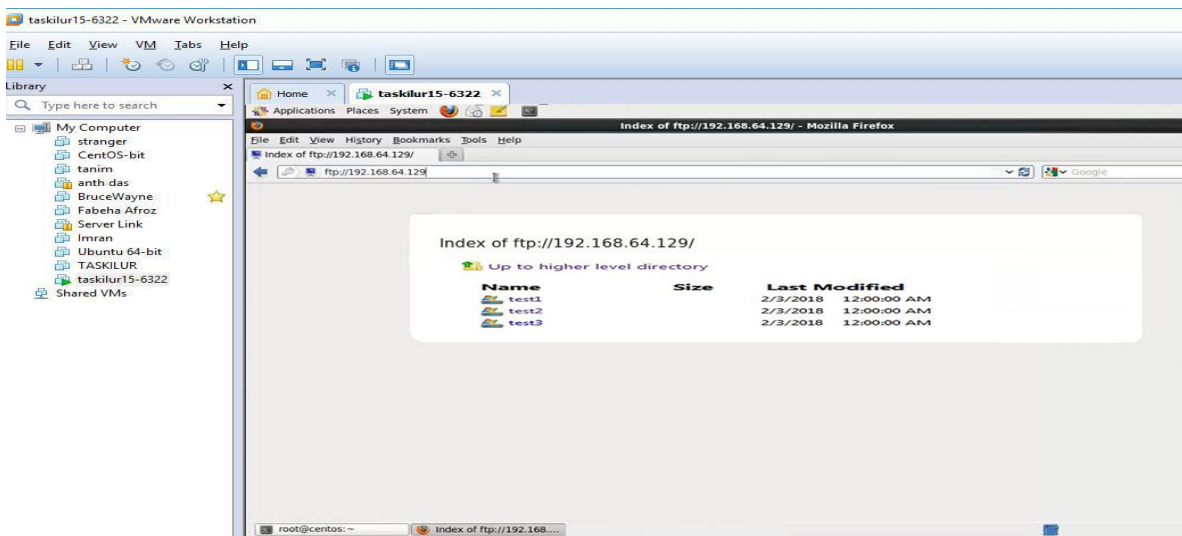 taskilur15-6322 - VMware Workstation
File Edit View VM Tabs Help
Library
Type here to search
My Computer
stranger
CentOS-bit
tanim
anth das
BruceWayne
Fabeha Afroz
Server Link
Imran
Ubuntu 64-bit
TASKILUR
taskilur15-6322
Shared VMs
Home taskilur15-6322
Applications Places System
Index of ftp://192.168.64.129/ - Mozilla Firefox
File Edit View History Bookmarks Tools Help
Index of ftp://192.168.64.129/
ftp://192.168.64.129 Google
Index of ftp://192.168.64.129/
Up to higher level directory
Name Size Last Modified
test1 2/3/2018 12:00:00 AM
test2 2/3/2018 12:00:00 AM
test3 2/3/2018 12:00:00 AM
root@centos:~ Index of ftp://192.168....